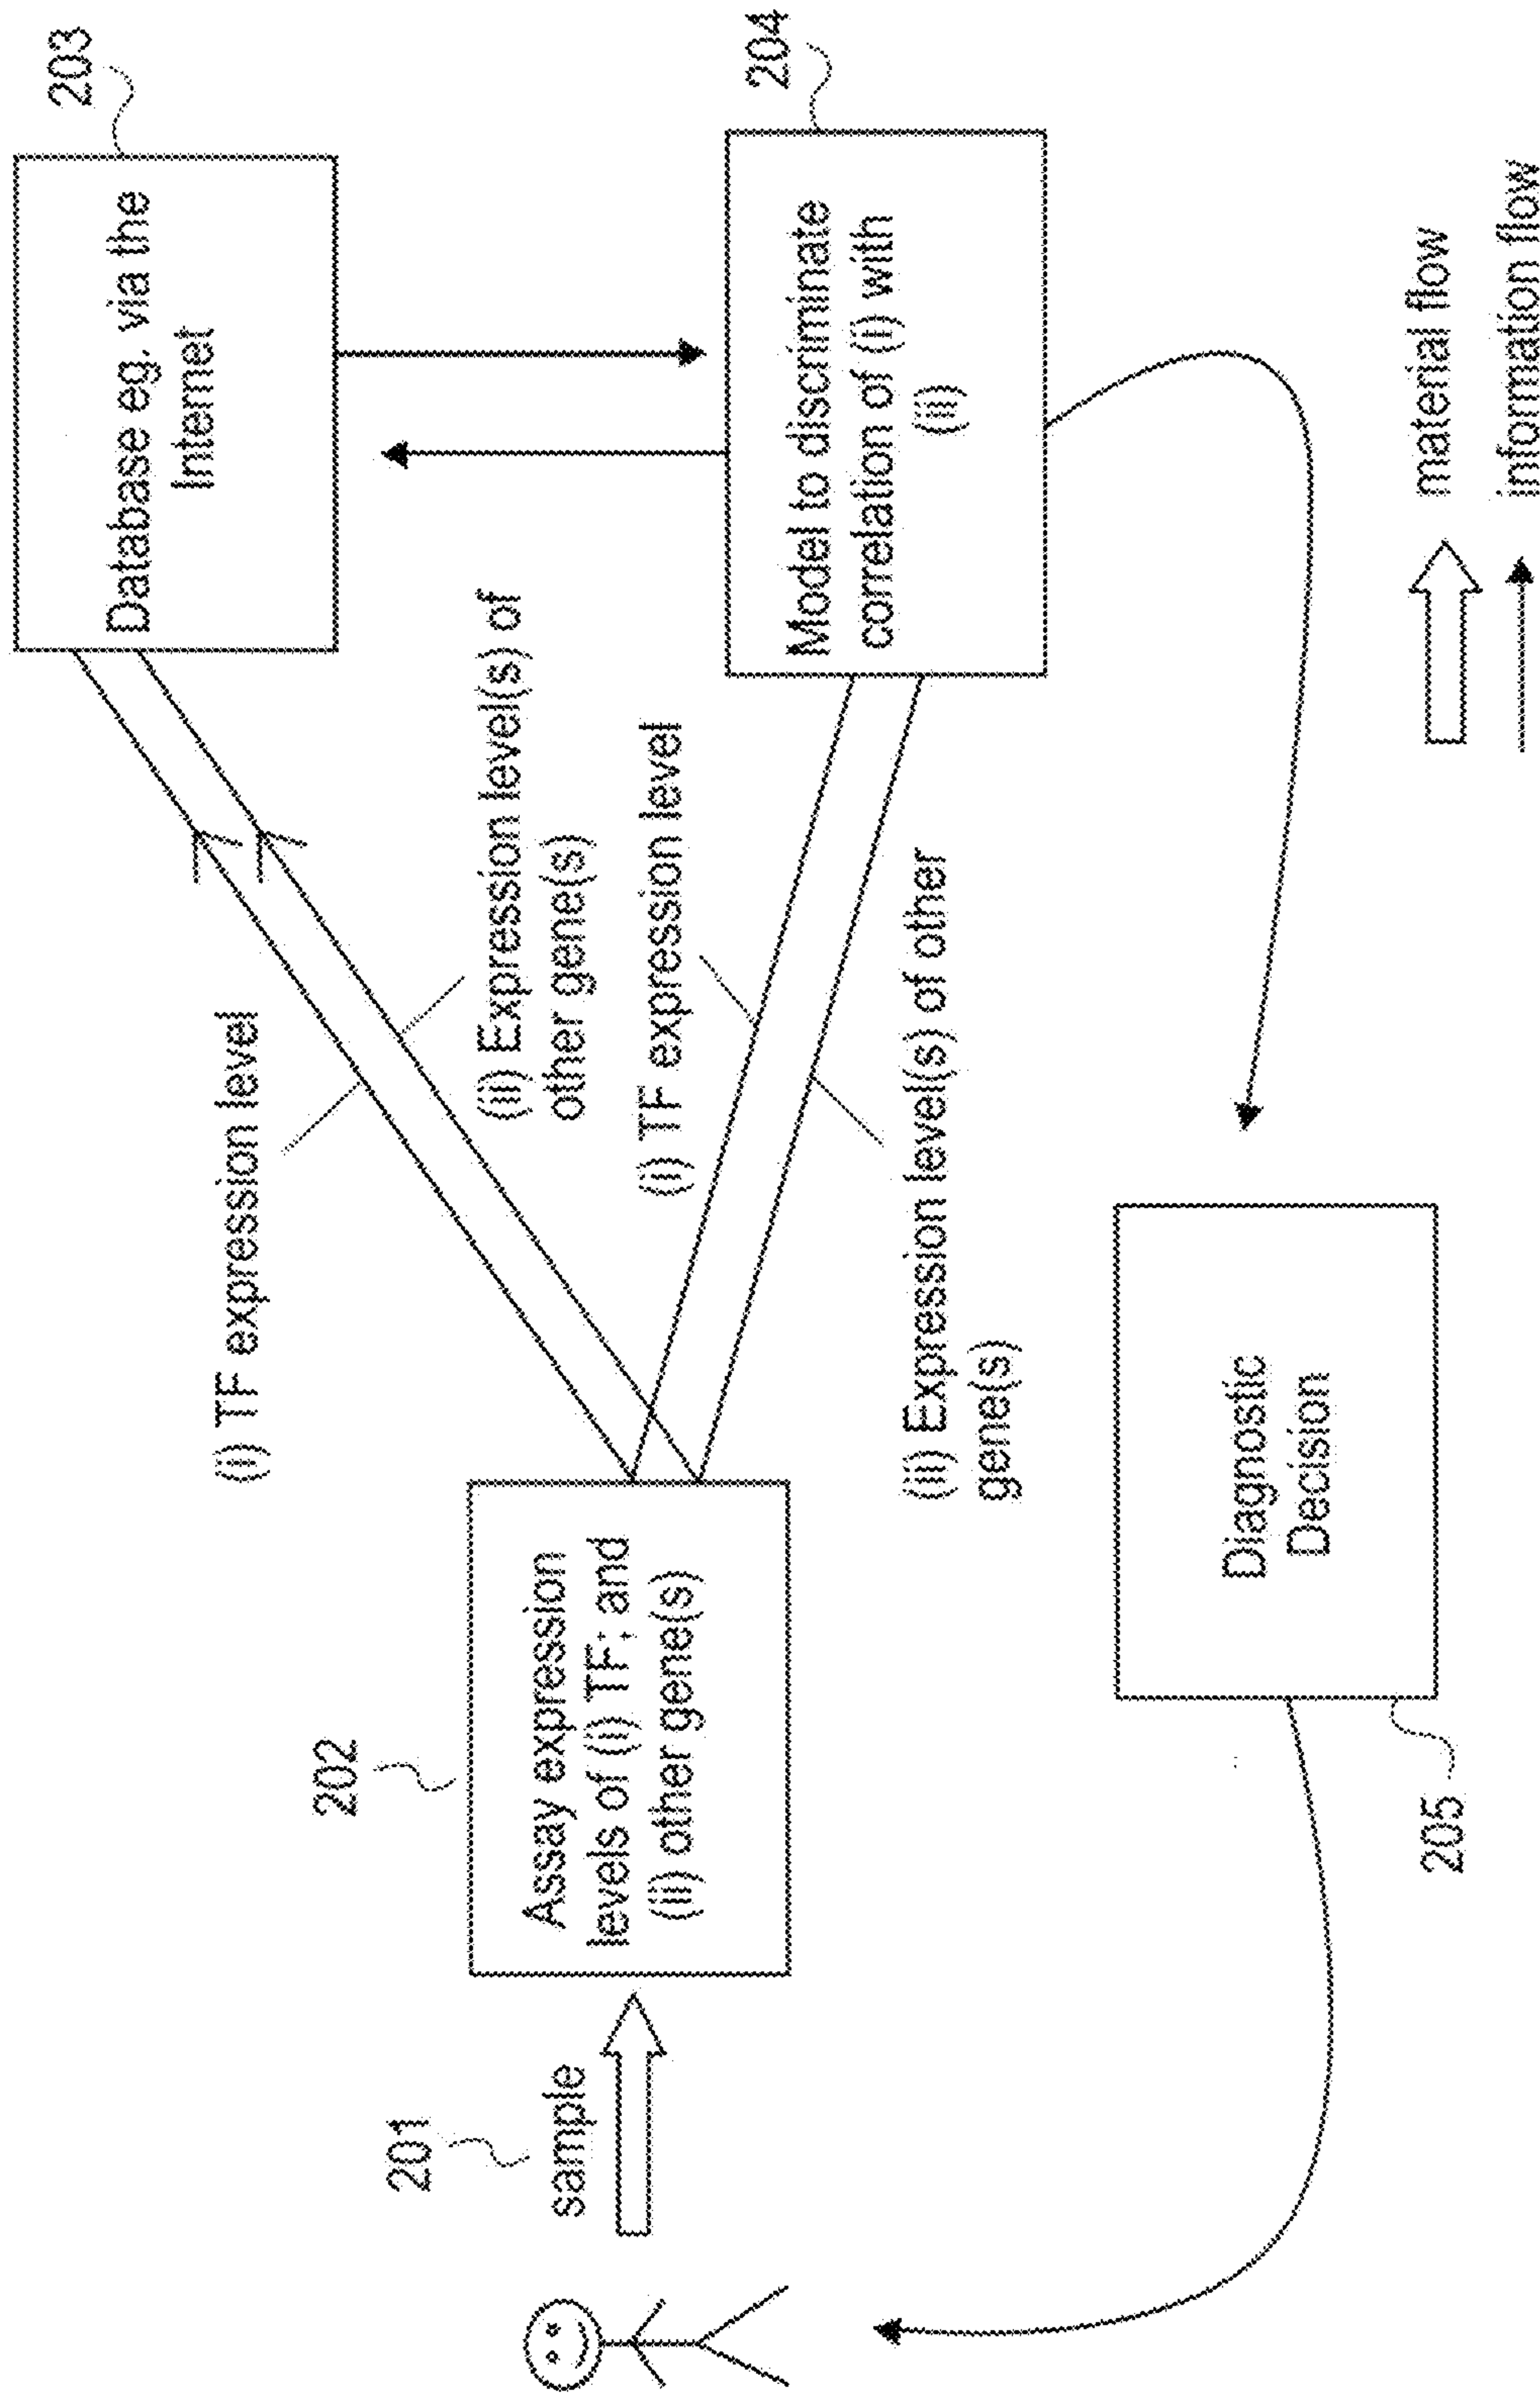 203
Database eg. via the
Internet
(i) TF expression level
202
(ii) Expression level(s) of
other gene(s)
201
sample
Assay expression
levels of (i) TF; and
(ii) other gene(s)
(i) TF expression level
204
Model to discriminate
correlation of (i) with
(ii)
(ii) Expression level(s) of other
gene(s)
Diagnostic
Decision
205
material flow
information flow